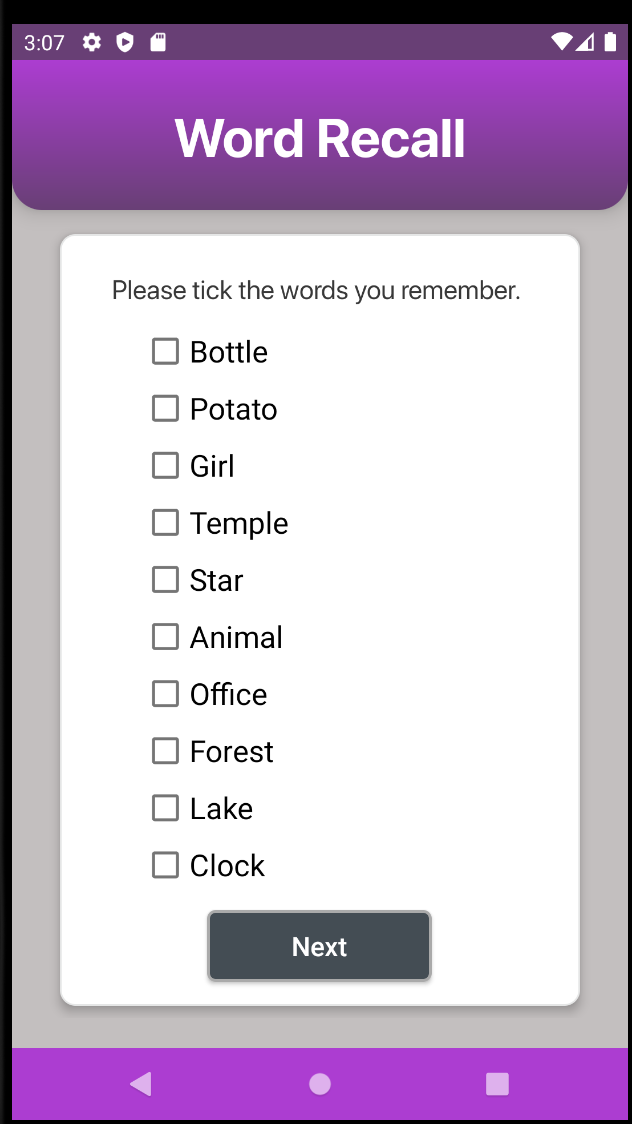 3:07
Word Recall
Please tick the words you remember.
Bottle
Potato
Girl
Temple
Star
Animal
Office
Forest
Lake
Clock
Next